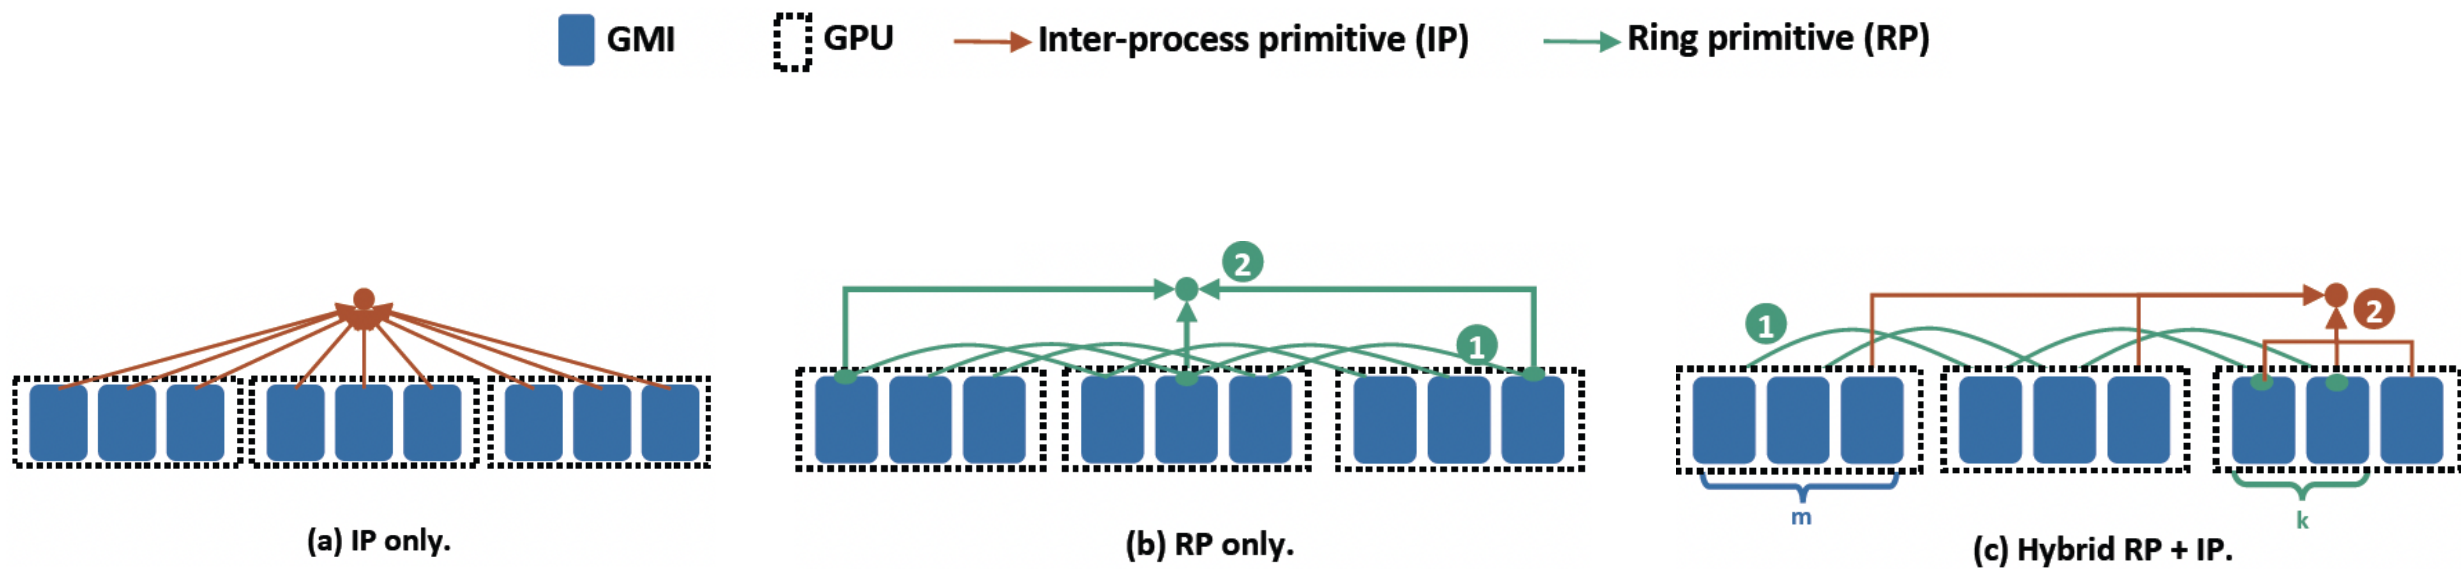 GMI GPU Inter-process primitive (IP) Ring primitive (RP)
2
1
1
2
m
k
(a) IP only.
(b) RP only.
(c) Hybrid RP + IP.